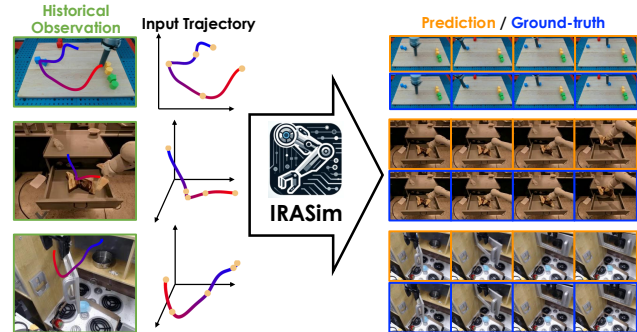 Historical
Observation
Input Trajectory
Prediction / Ground-truth
IRASim